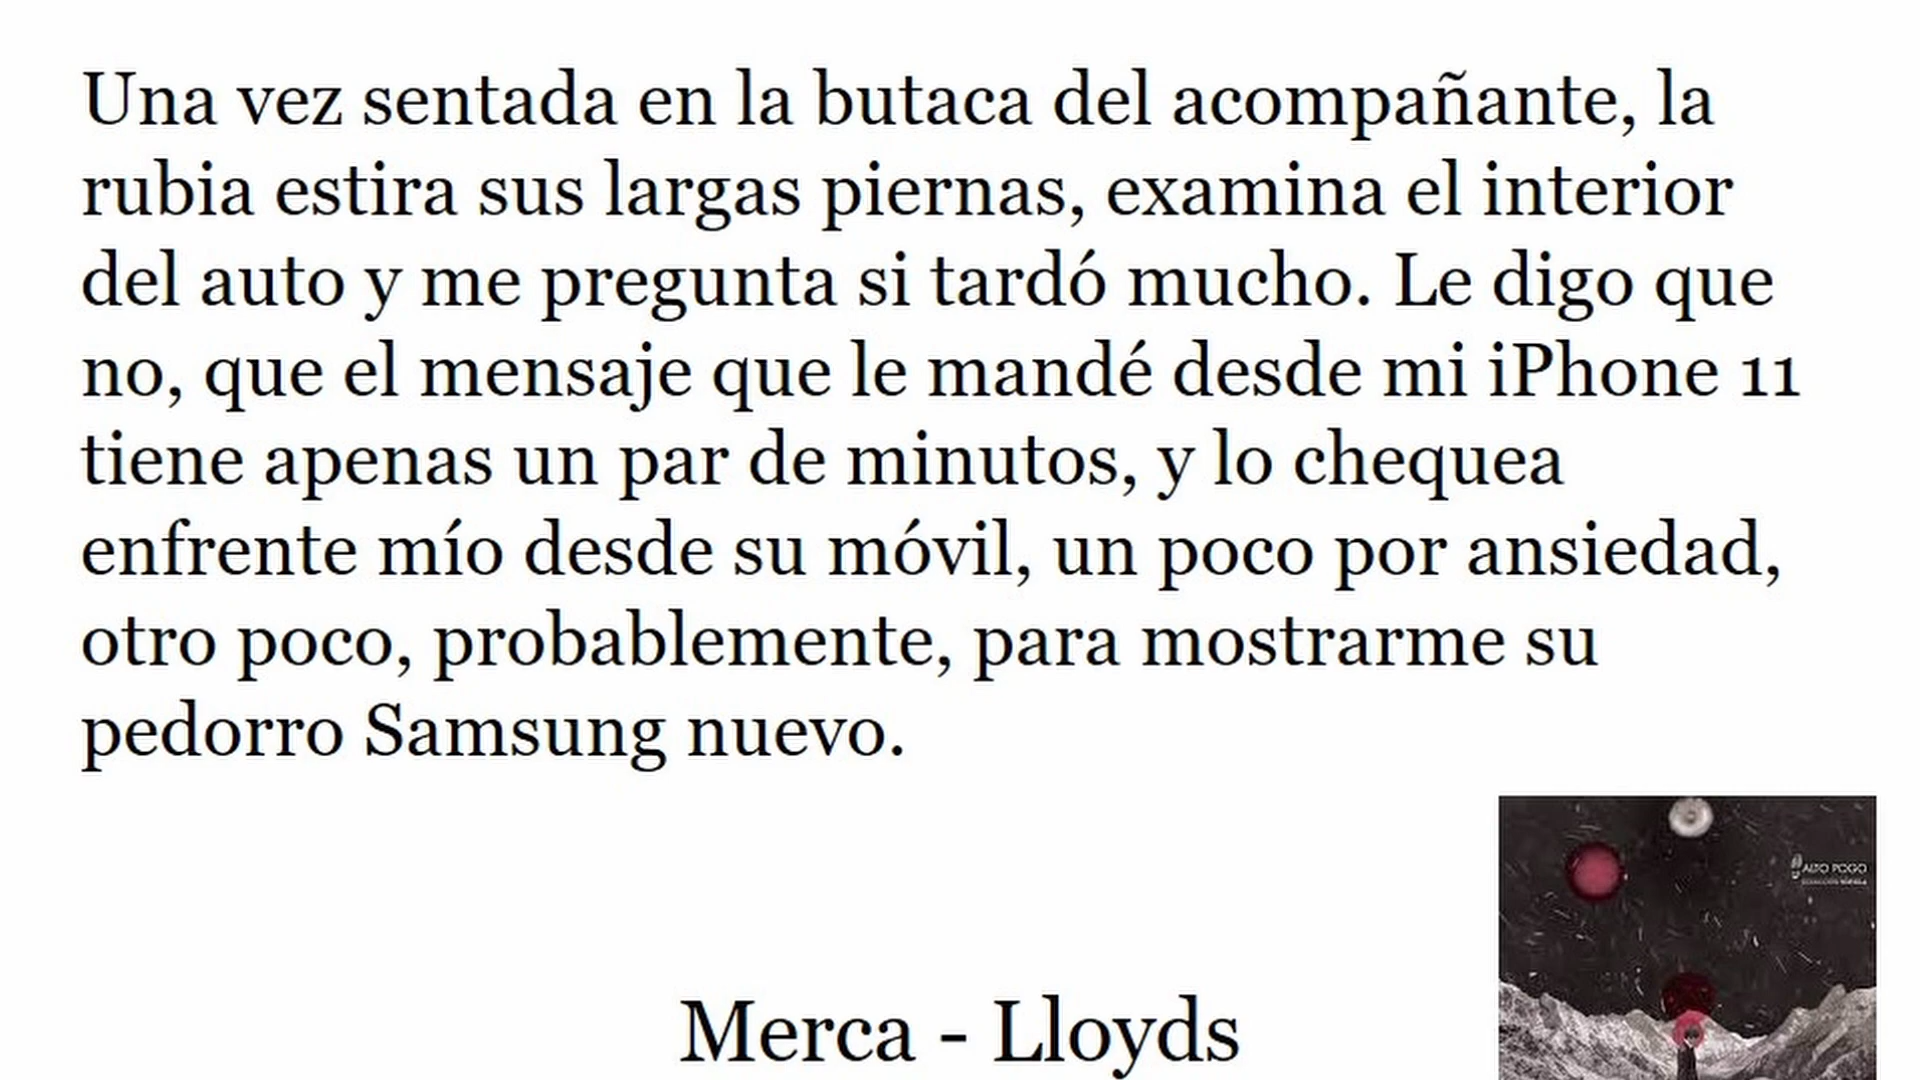 Una vez sentada en la butaca del acompañante, la
rubia estira sus largas piernas, examina el interior
del auto y me pregunta si tardó mucho. Le digo que
no, que el mensaje que le mandé desde mi iPhone 11
tiene apenas un par de minutos, y lo chequea
enfrente mío desde su móvil, un poco por ansiedad,
otro poco, probablemente, para mostrarme su
pedorro Samsung nuevo.
ALTO POGO
Merca - Lloyds